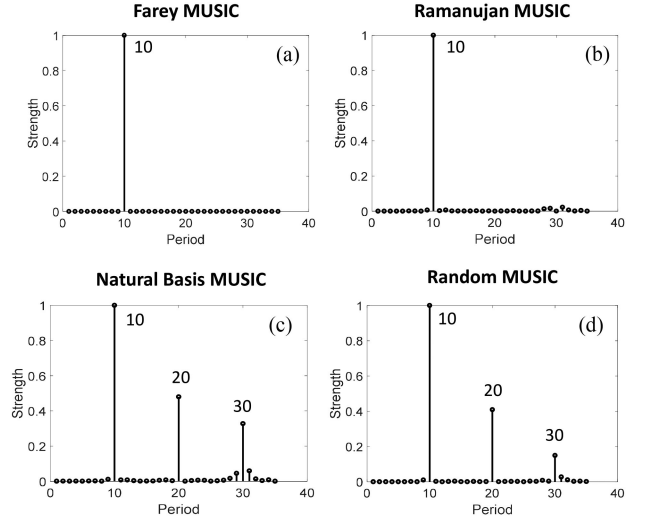 Farey MUSIC
1
0.8
0.6
0.4
0.2
0
Strength
10
(a)
0 10 20 30 40
Period
Ramanujan MUSIC
1
0.8
0.6
0.4
0.2
0
Strength
10
(b)
0 10 20 30 40
Period
Natural Basis MUSIC
1
0.8
0.6
0.4
0.2
0
Strength
10
20
30
(c)
0 10 20 30 40
Period
Random MUSIC
1
0.8
0.6
0.4
0.2
0
Strength
10
20
30
(d)
0 10 20 30 40
Period